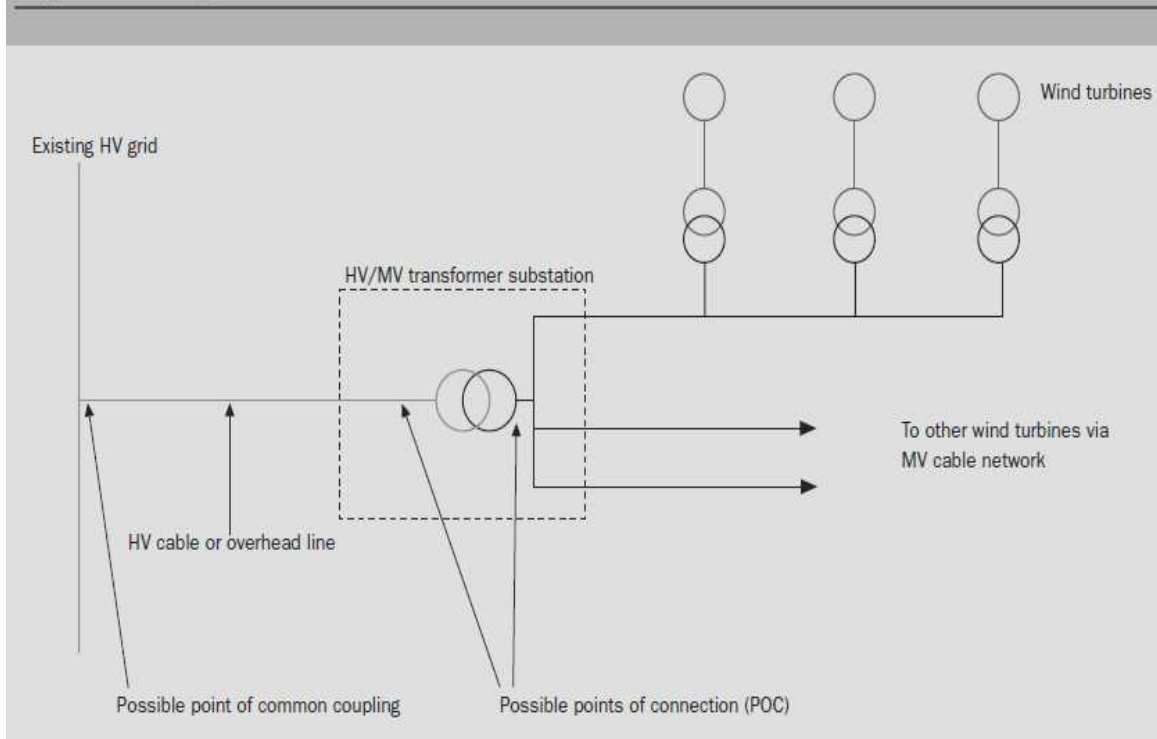 Wind turbines
Existing HV grid
HV/MV transformer substation
To other wind turbines via
MV cable network
HV cable or overhead line
Possible point of common coupling
Possible points of connection (POC)